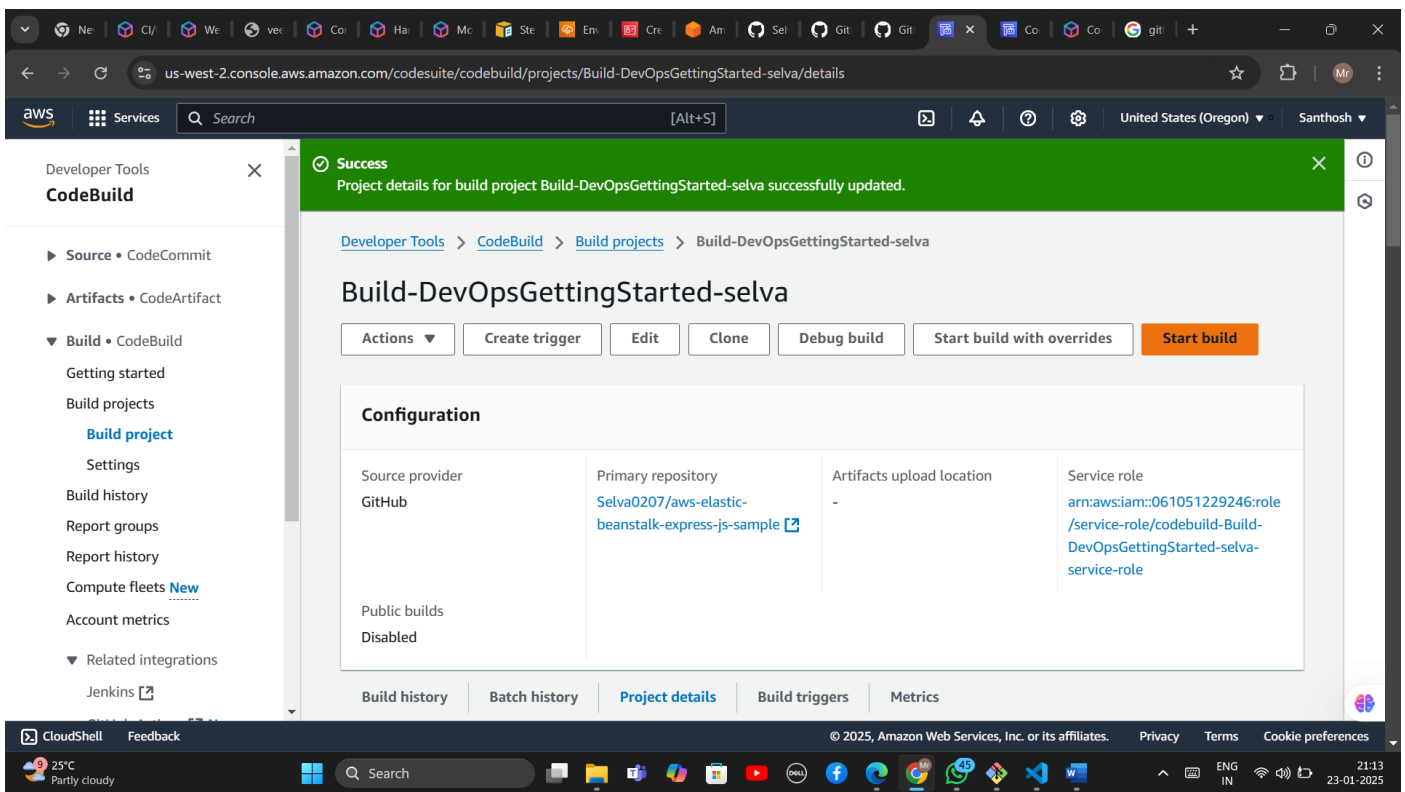 Ne
CI/
We
vee
Co
Ha
Mo
Ste
Env
Cre
Am
Sel
Git
Git
Co
Co
git
us-west-2.console.aws.amazon.com/codesuite/codebuild/projects/Build-DevOpsGettingStarted-selva/details
Mr
aws
Services
Search
[Alt+S]
United States (Oregon)
Santhosh
Developer Tools
CodeBuild
Source • CodeCommit
Artifacts • CodeArtifact
Build • CodeBuild
Getting started
Build projects
Build project
Settings
Build history
Report groups
Report history
Compute fleets New
Account metrics
Related integrations
Jenkins
Success
Project details for build project Build-DevOpsGettingStarted-selva successfully updated.
Developer Tools > CodeBuild > Build projects > Build-DevOpsGettingStarted-selva
Build-DevOpsGettingStarted-selva
Actions
Create trigger
Edit
Clone
Debug build
Start build with overrides
Start build
Configuration
Source provider
GitHub
Primary repository
Selva0207/aws-elastic-
beanstalk-express-js-sample
Artifacts upload location
-
Service role
arn:aws:iam::061051229246:role
/service-role/codebuild-Build-
DevOpsGettingStarted-selva-
service-role
Public builds
Disabled
Build history
Batch history
Project details
Build triggers
Metrics
CloudShell
Feedback
© 2025, Amazon Web Services, Inc. or its affiliates.
Privacy
Terms
Cookie preferences
9
25°C
Partly cloudy
Search
DELL
Mr
45
ENG
IN
21:13
23-01-2025